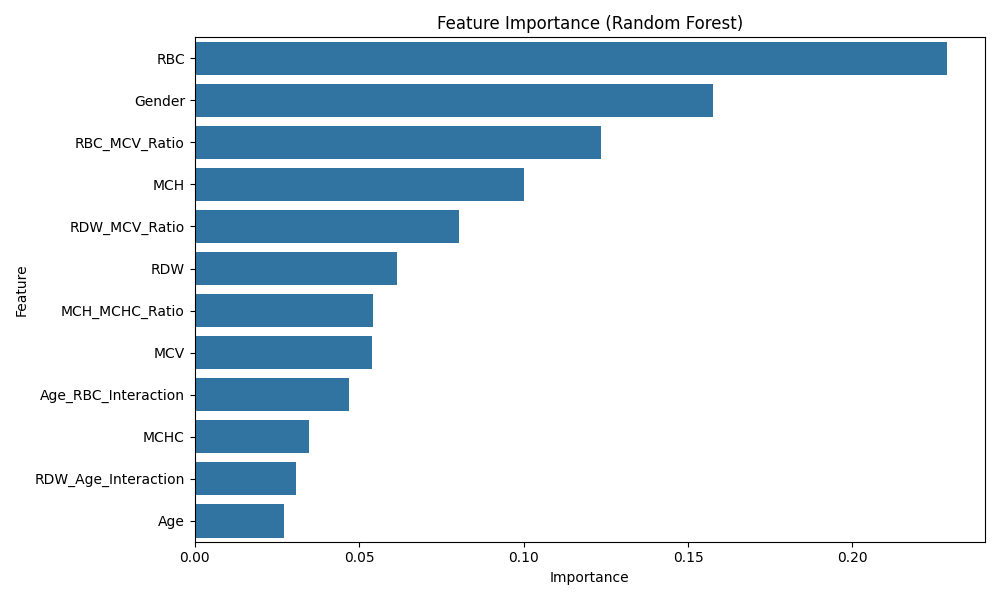 Feature Importance (Random Forest)
Feature
RBC
Gender
RBC_MCV_Ratio
MCH
RDW_MCV_Ratio
RDW
MCH_MCHC_Ratio
MCV
Age_RBC_Interaction
MCHC
RDW_Age_Interaction
Age
0.00 0.05 0.10 0.15 0.20
Importance